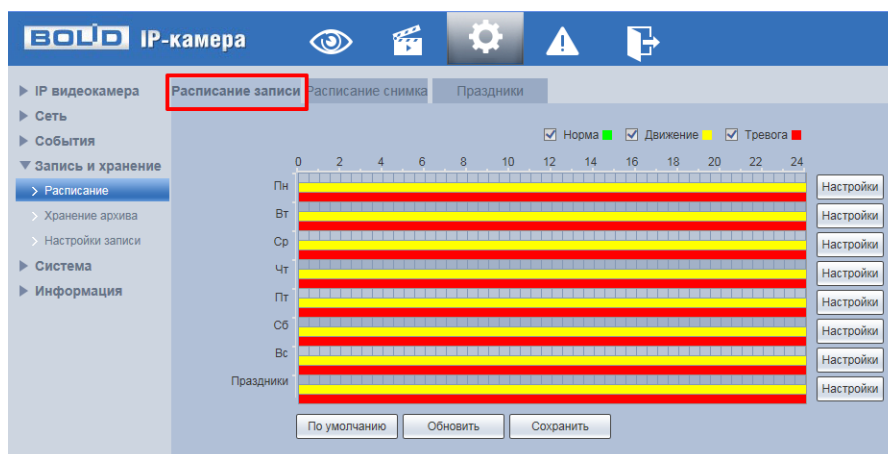 BOLID IP-камера
IP видеокамера
Сеть
События
Запись и хранение
Расписание
Хранение архива
Настройки записи
Система
Информация
Расписание записи Расписание снимка Праздники
Норма Движение Тревога
0 2 4 6 8 10 12 14 16 18 20 22 24
Пн Настройки
Вт Настройки
Ср Настройки
Чт Настройки
Пт Настройки
Сб Настройки
Вс Настройки
Праздники Настройки
По умолчанию Обновить Сохранить